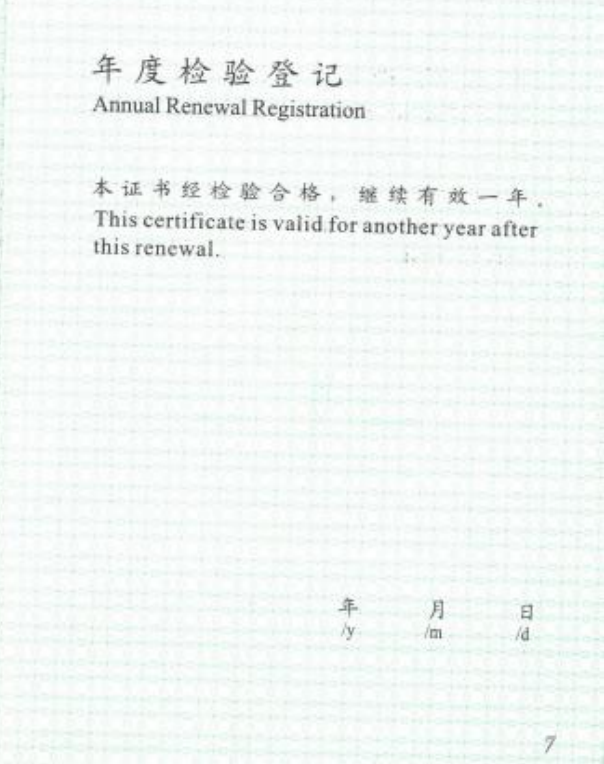 年度检验登记
Annual Renewal Registration
本证书经检验合格，继续有效一年。
This certificate is valid for another year after
this renewal.
年 月 日
/y /m /d
7